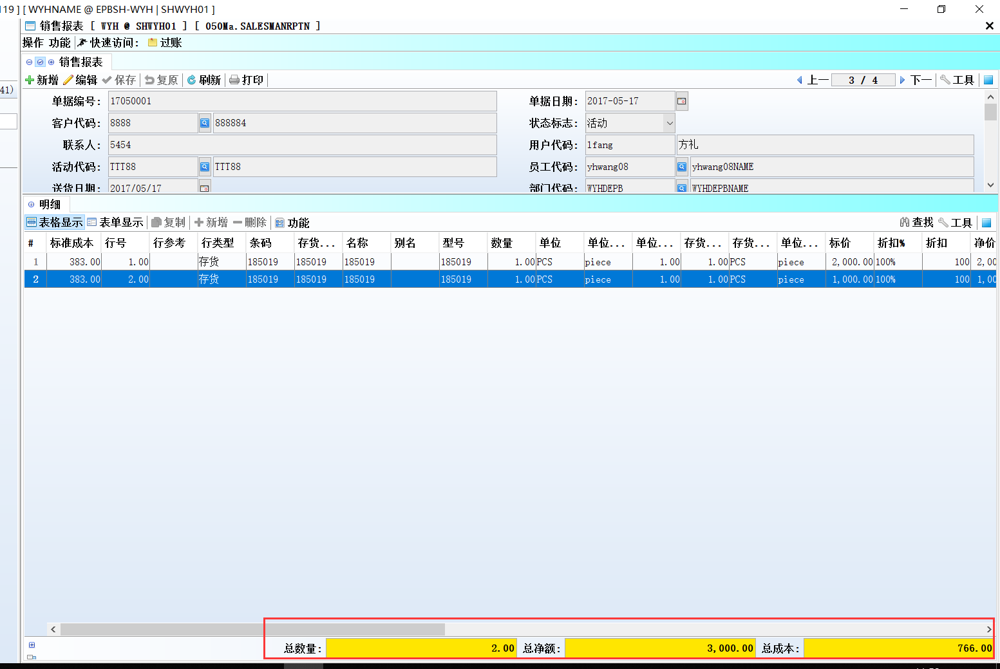 119 ] [ WYHNAME @ EPBSH-WYH | SHWYH01 ]
销售报表 [ WYH @ SHWYH01 ] [ 050Ma.SALESMANRPTN ]
操作 功能 快速访问: 过账
销售报表
41)
新增 编辑 保存 复原 刷新 打印 上一 3 / 4 下一 工具
单据编号: 17050001 单据日期: 2017-05-17
客户代码: 8888 888884 状态标志: 活动
联系人: 5454 用户代码: lfang 方礼
活动代码: TTT88 TTT88 员工代码: yhwang08 yhwang08NAME
送货日期: 2017/05/17 部门代码: WYHDEPB WYHDEPBNAME
明细
表格显示 表单显示 复制 新增 删除 功能 查找 工具
# 标准成本 行号 行参考 行类型 条码 存货... 名称 别名 型号 数量 单位 单位... 单位... 存货... 存货... 单位... 标价 折扣% 折扣 净价
1 383.00 1.00 存货 185019 185019 185019 185019 1.00 PCS piece 1.00 1.00 PCS piece 2,000.00 100% 100 2,00
2 383.00 2.00 存货 185019 185019 185019 185019 1.00 PCS piece 1.00 1.00 PCS piece 1,000.00 100% 100 1,00
总数量: 2.00 总净额: 3,000.00 总成本: 766.00